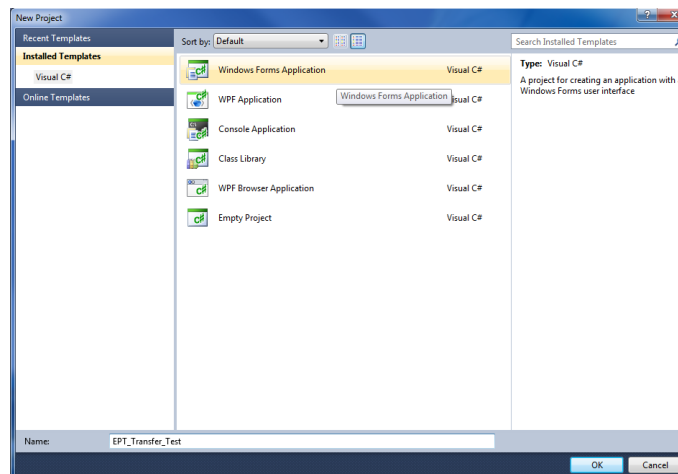 New Project
Recent Templates
Installed Templates
Visual C#
Online Templates
Sort by: Default
Search Installed Templates
Windows Forms Application Visual C#
WPF Application Visual C#
Windows Forms Application
Console Application Visual C#
Class Library Visual C#
WPF Browser Application Visual C#
Empty Project Visual C#
Type: Visual C#
A project for creating an application with
Windows Forms user interface
Name: EPT_Transfer_Test
OK Cancel